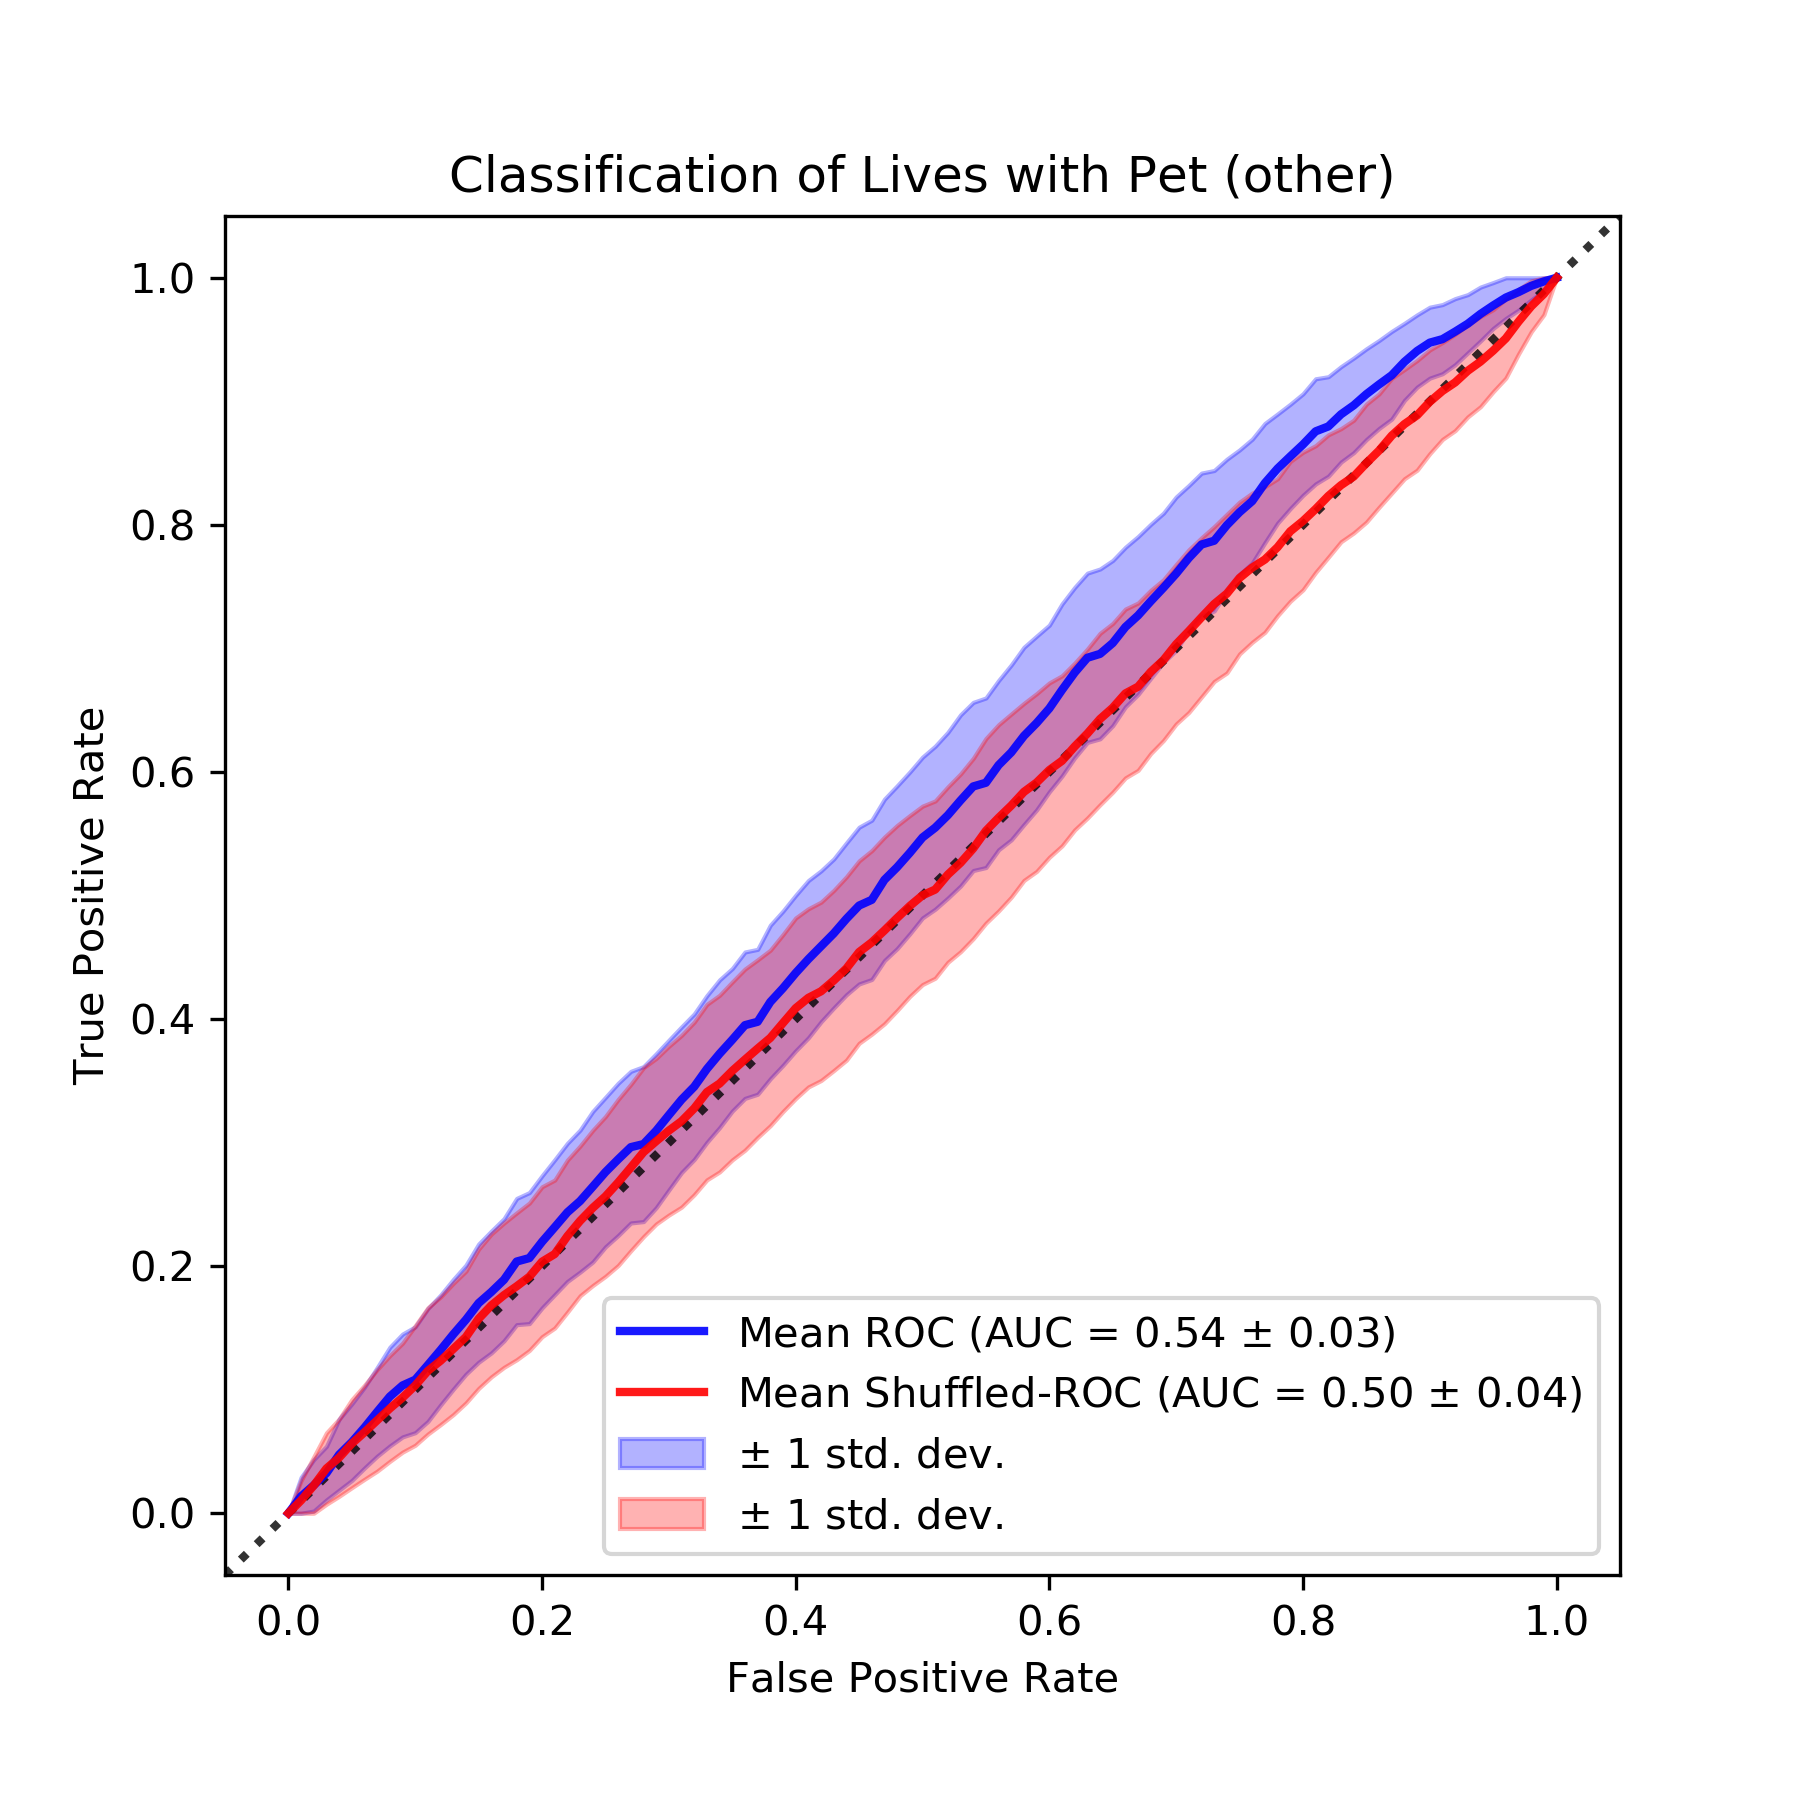 Classification of Lives with Pet (other)
True Positive Rate
1.0
0.8
0.6
0.4
0.2
0.0
Mean ROC (AUC = 0.54 ± 0.03)
Mean Shuffled-ROC (AUC = 0.50 ± 0.04)
± 1 std. dev.
± 1 std. dev.
0.0 0.2 0.4 0.6 0.8 1.0
False Positive Rate